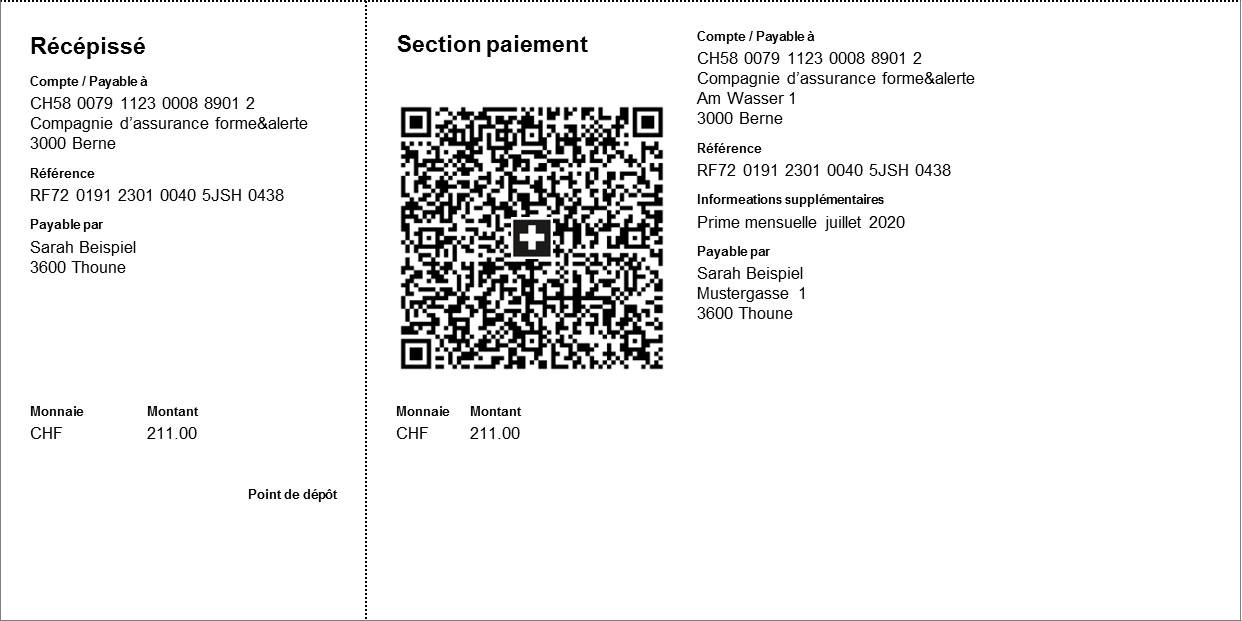 Récépissé
Compte / Payable à
CH58 0079 1123 0008 8901 2
Compagnie d’assurance forme&alerte
3000 Berne
Référence
RF72 0191 2301 0040 5JSH 0438
Payable par
Sarah Beispiel
3600 Thoune
Monnaie Montant
CHF 211.00
Point de dépôt
Section paiement
Monnaie Montant
CHF 211.00
Compte / Payable à
CH58 0079 1123 0008 8901 2
Compagnie d’assurance forme&alerte
Am Wasser 1
3000 Berne
Référence
RF72 0191 2301 0040 5JSH 0438
Informeations supplémentaires
Prime mensuelle juillet 2020
Payable par
Sarah Beispiel
Mustergasse 1
3600 Thoune